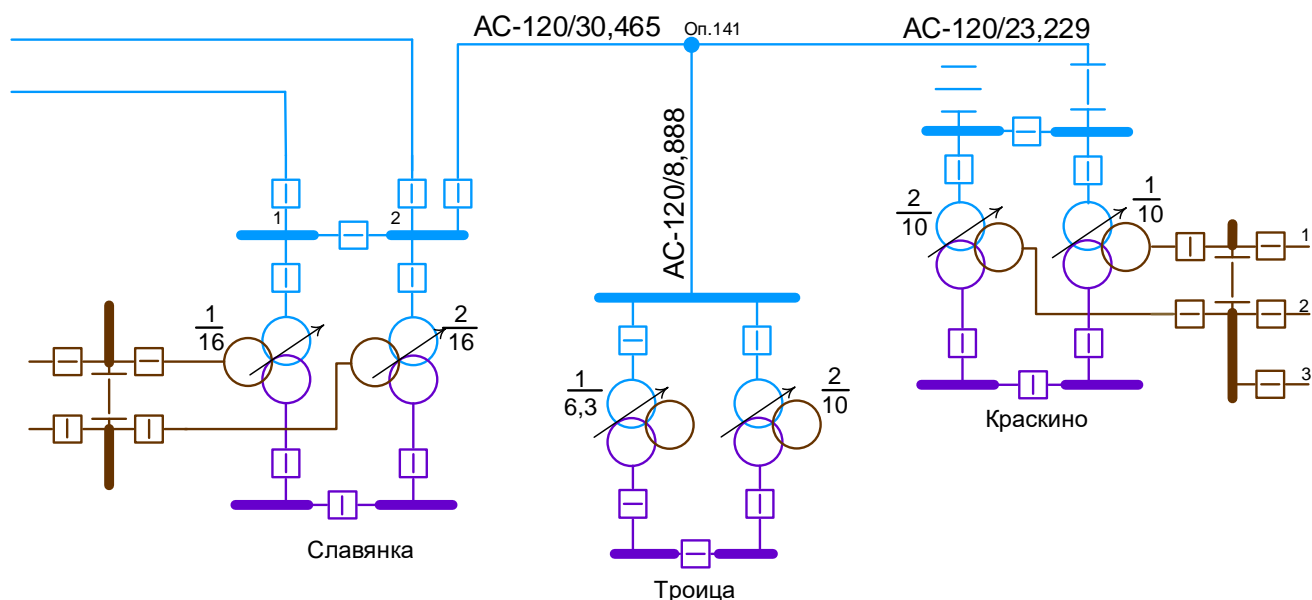 АС-120/30,465
Оп.141
АС-120/23,229
АС-120/8,888
1
2
2
10
1
10
1
2
3
1
16
2
16
1
6,3
2
10
Славянка
Троица
Краскино